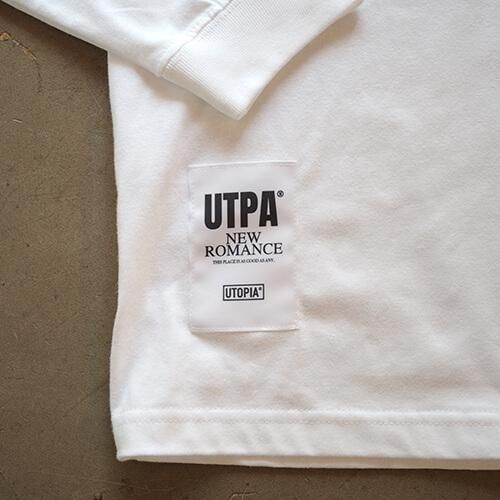 UTPA®
NEW
ROMANCE
THIS PLACE IS AS GOOD AS ANY.
UTOPIA®